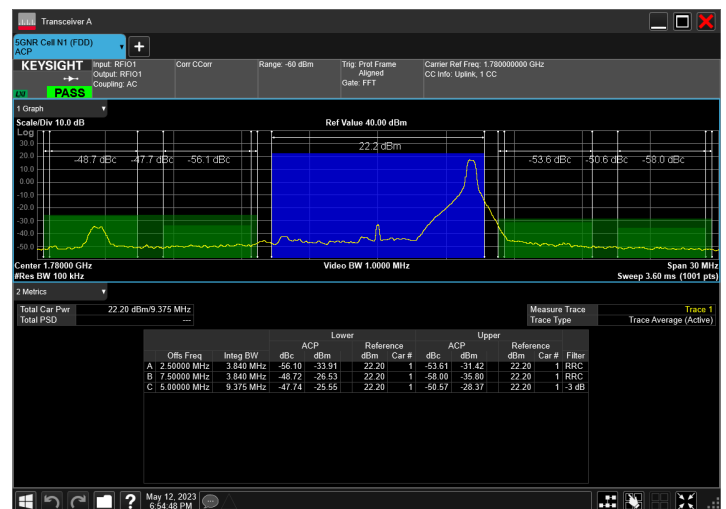 Transceiver A
5GNR Cell N1 (FDD)
ACP
KEYSIGHT
LXI
PASS
Input: RFIO1
Output: RFIO1
Coupling: AC
Corr CCorr
Range: -60 dBm
Trig: Prot Frame
Aligned
Gate: FFT
Carrier Ref Freq: 1.780000000 GHz
CC Info: Uplink, 1 CC
1 Graph
Scale/Div 10.0 dB
Ref Value 40.00 dBm
Log
30.0
20.0
10.0
0.00
-10.0
-20.0
-30.0
-40.0
-50.0
-48.7 dBc
-47.7 dBc
-56.1 dBc
22.2 dBm
-53.6 dBc
-50.6 dBc
-58.0 dBc
Center 1.78000 GHz
Video BW 1.0000 MHz
Span 30 MHz
#Res BW 100 kHz
Sweep 3.60 ms (1001 pts)
2 Metrics
Total Car Pwr 22.20 dBm/9.375 MHz
Total PSD ---
Measure Trace Trace 1
Trace Type Trace Average (Active)
Lower Upper
ACP Reference ACP Reference
Offs Freq Integ BW dBc dBm dBm Car # dBc dBm dBm Car # Filter
A 2.50000 MHz 3.840 MHz -56.10 -33.91 22.20 1 -53.61 -31.42 22.20 1 RRC
B 7.50000 MHz 3.840 MHz -48.72 -26.53 22.20 1 -58.00 -35.80 22.20 1 RRC
C 5.00000 MHz 9.375 MHz -47.74 -25.55 22.20 1 -50.57 -28.37 22.20 1 -3 dB
May 12, 2023
6:54:48 PM